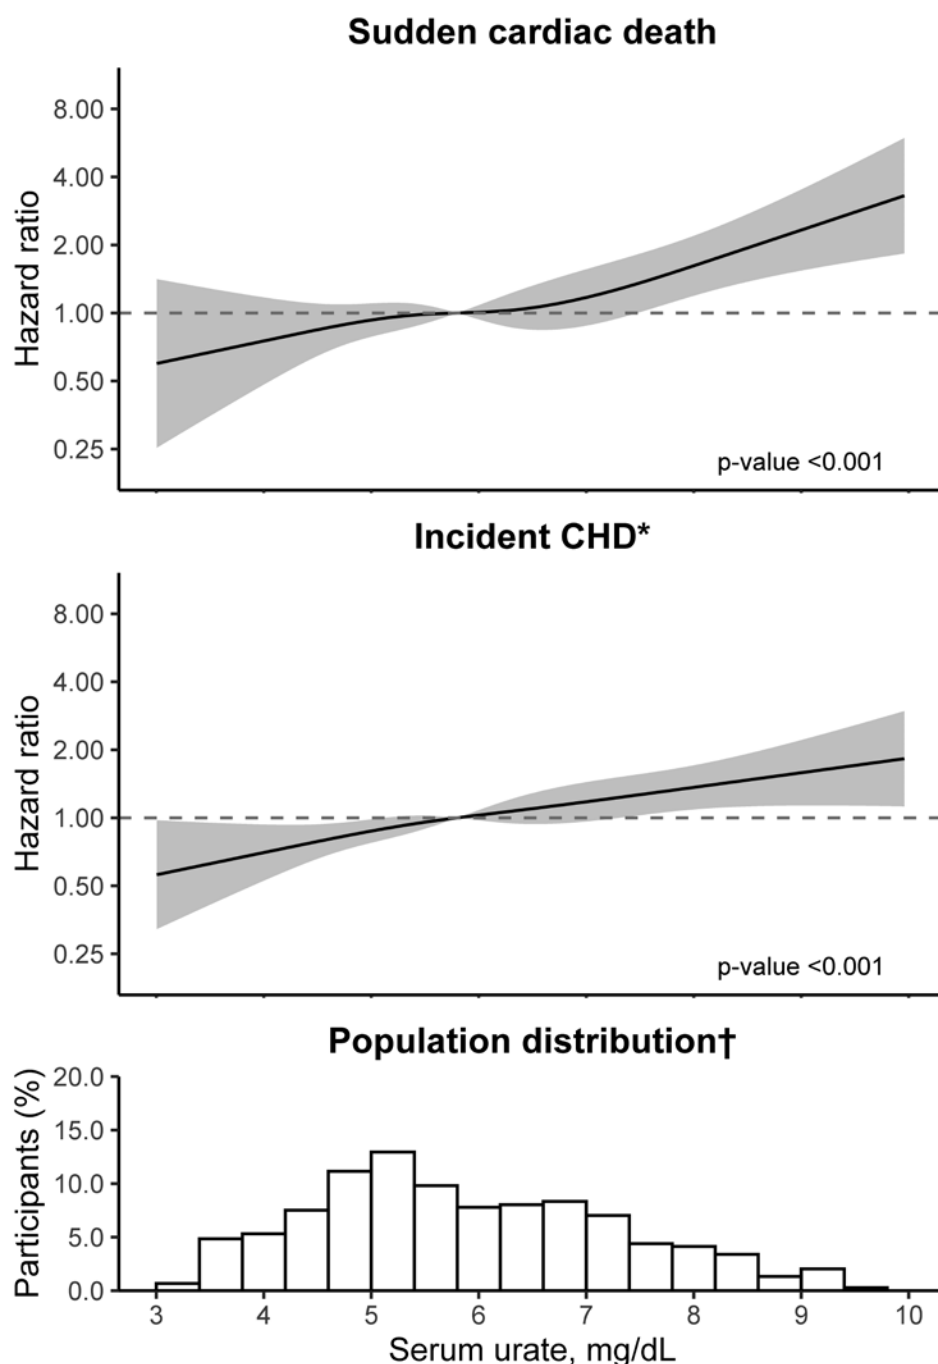 Sudden cardiac death
Hazard ratio
8.00
4.00
2.00
1.00
0.50
0.25
p-value <0.001
Incident CHD*
Hazard ratio
8.00
4.00
2.00
1.00
0.50
0.25
p-value <0.001
Population distribution†
Participants (%)
20.0
15.0
10.0
5.0
0.0
3 4 5 6 7 8 9 10
Serum urate, mg/dL